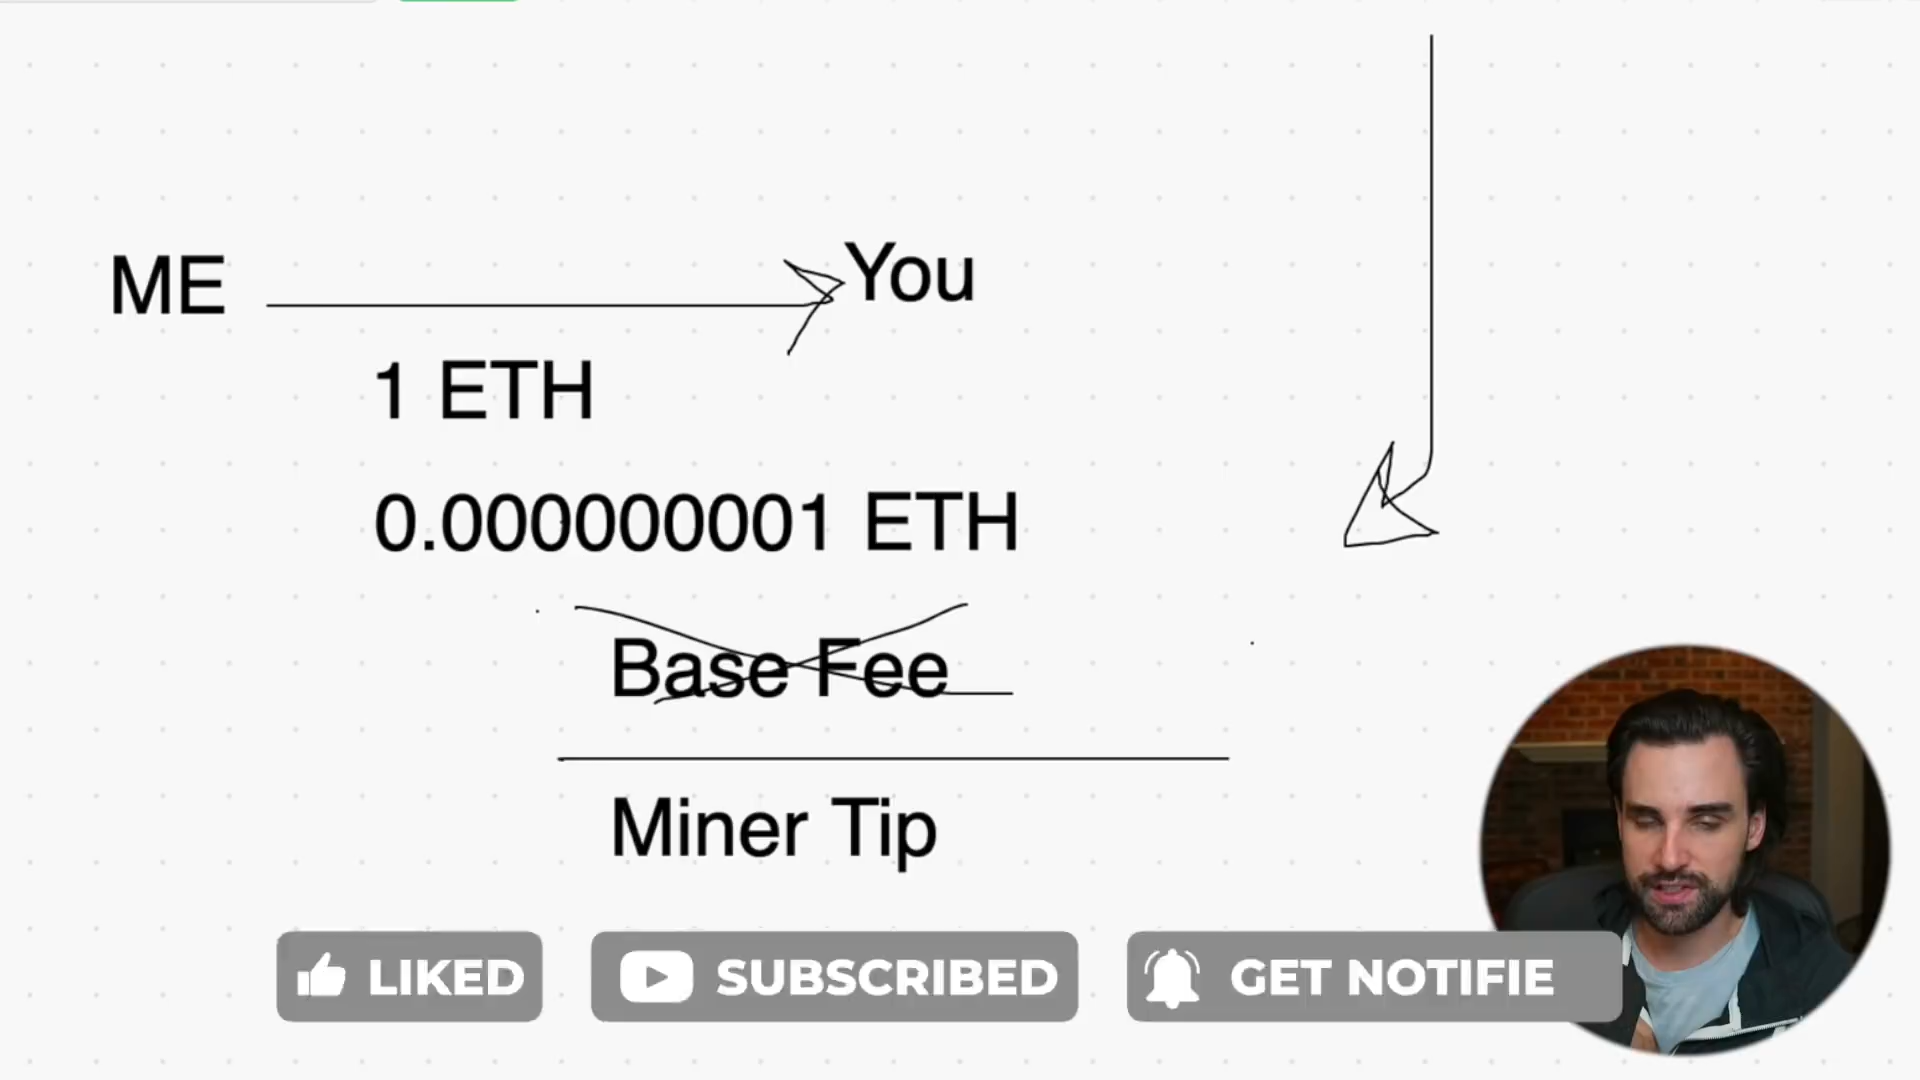 ME
You
1 ETH
0.000000001 ETH
Base Fee
Miner Tip
LIKED
SUBSCRIBED
GET NOTIFIE